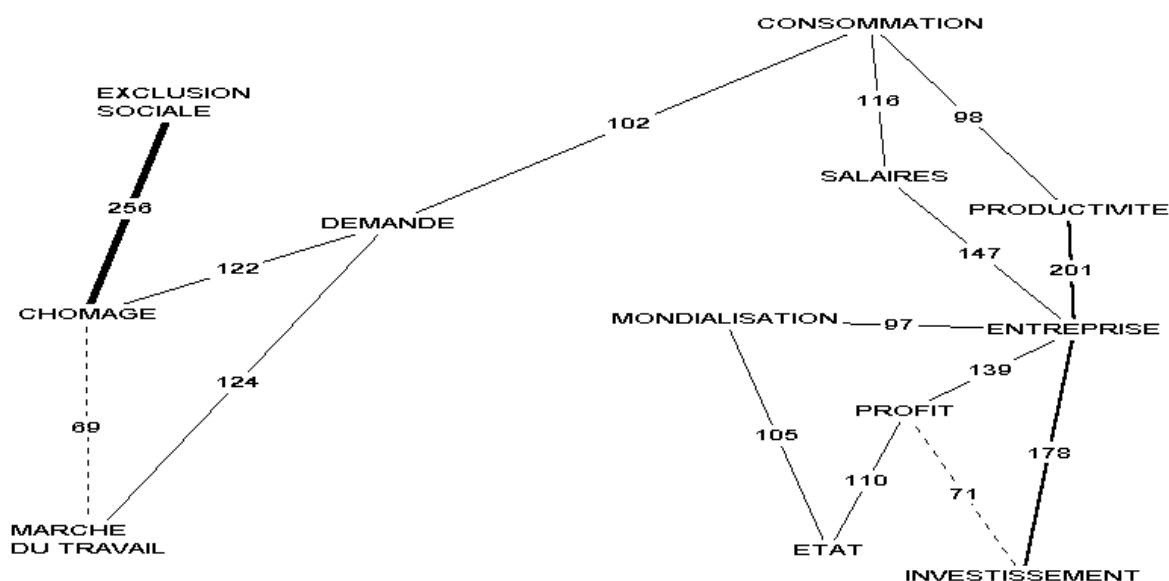 CONSOMMATION
EXCLUSION
SOCIALE
116
98
102
SALAIRES
256
PRODUCTIVITE
DEMANDE
147
122
201
CHOMAGE
MONDIALISATION
97
ENTREPRISE
139
124
PROFIT
69
105
178
110
71
MARCHE
DU TRAVAIL
ETAT
INVESTISSEMENT